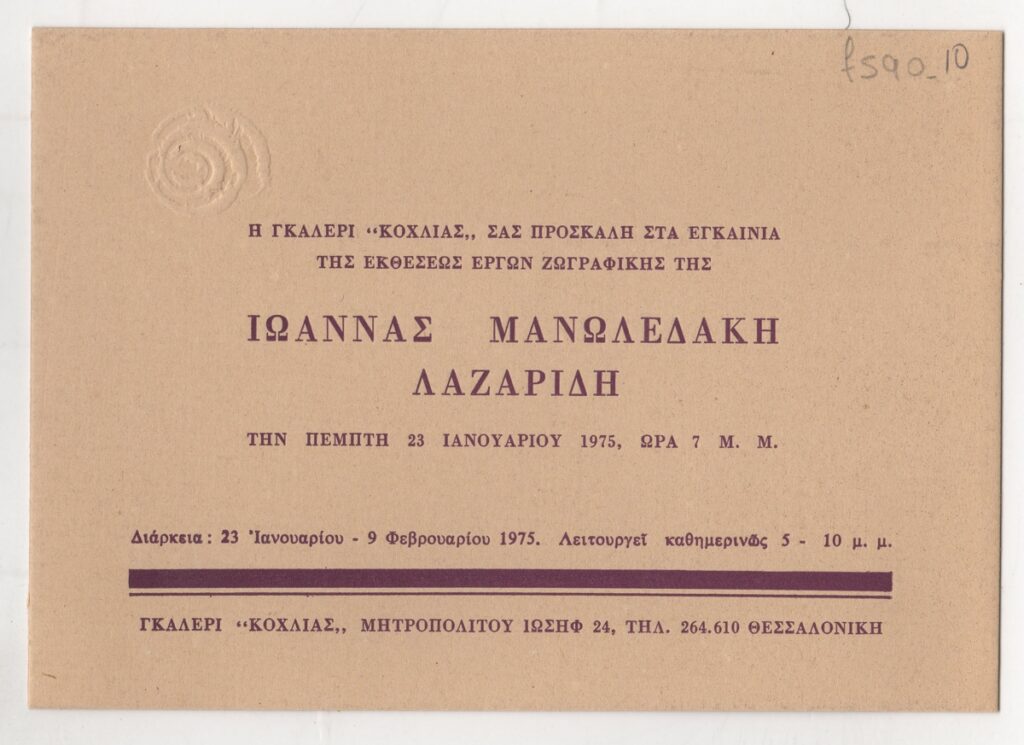 f590_10
Η ΓΚΑΛΕΡΙ “ΚΟΧΛΙΑΣ,, ΣΑΣ ΠΡΟΣΚΑΛΗ ΣΤΑ ΕΓΚΑΙΝΙΑ
ΤΗΣ ΕΚΘΕΣΕΩΣ ΕΡΓΩΝ ΖΩΓΡΑΦΙΚΗΣ ΤΗΣ
ΙΩΑΝΝΑΣ ΜΑΝΩΛΕΔΑΚΗ
ΛΑΖΑΡΙΔΗ
ΤΗΝ ΠΕΜΠΤΗ 23 ΙΑΝΟΥΑΡΙΟΥ 1975, ΩΡΑ 7 Μ. Μ.
Διάρκεια : 23 Ἰανουαρίου - 9 Φεβρουαρίου 1975. Λειτουργεῖ καθημερινῶς 5 - 10 μ. μ.
ΓΚΑΛΕΡΙ “ΚΟΧΛΙΑΣ,, ΜΗΤΡΟΠΟΛΙΤΟΥ ΙΩΣΗΦ 24, ΤΗΛ. 264.610 ΘΕΣΣΑΛΟΝΙΚΗ